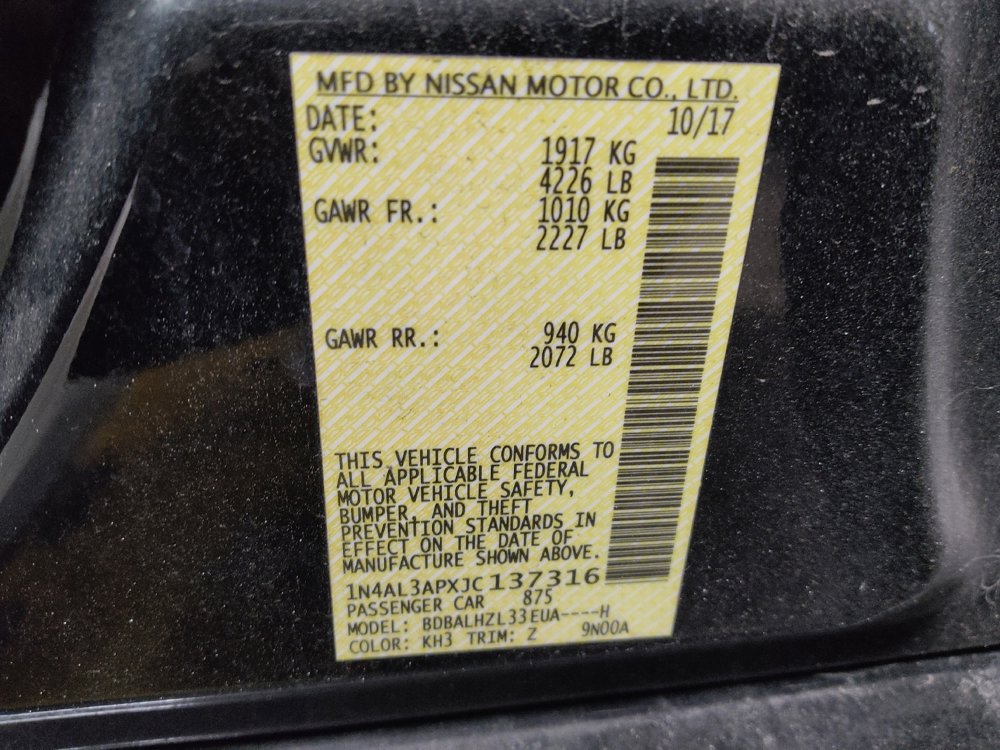 MFD BY NISSAN MOTOR CO., LTD.
DATE: 10/17
GVWR: 1917 KG
4226 LB
GAWR FR.: 1010 KG
2227 LB
GAWR RR.: 940 KG
2072 LB
THIS VEHICLE CONFORMS TO
ALL APPLICABLE FEDERAL
MOTOR VEHICLE SAFETY,
BUMPER, AND THEFT
PREVENTION STANDARDS IN
EFFECT ON THE DATE OF
MANUFACTURE SHOWN ABOVE.
1N4AL3APXJC137316
PASSENGER CAR 875
MODEL: BDBALHZL33EUA----H
COLOR: KH3 TRIM: Z 9N00A